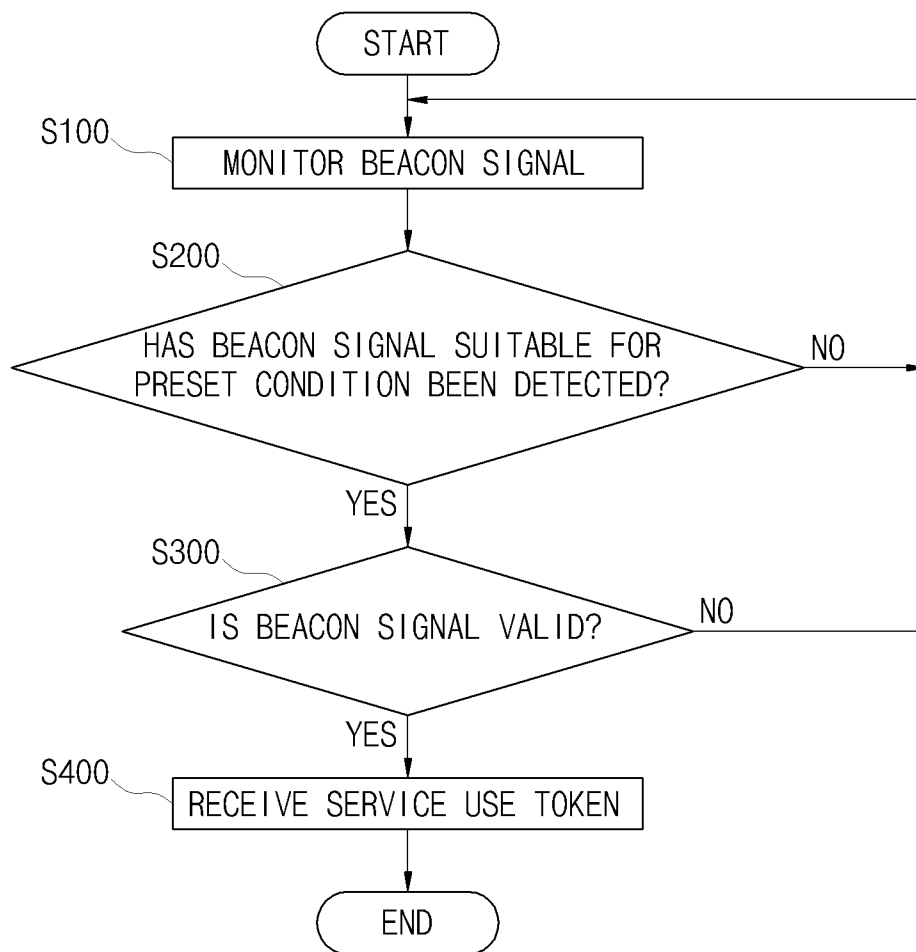 START
S100
MONITOR BEACON SIGNAL
S200
HAS BEACON SIGNAL SUITABLE FOR
PRESET CONDITION BEEN DETECTED?
NO
YES
S300
IS BEACON SIGNAL VALID?
NO
YES
S400
RECEIVE SERVICE USE TOKEN
END